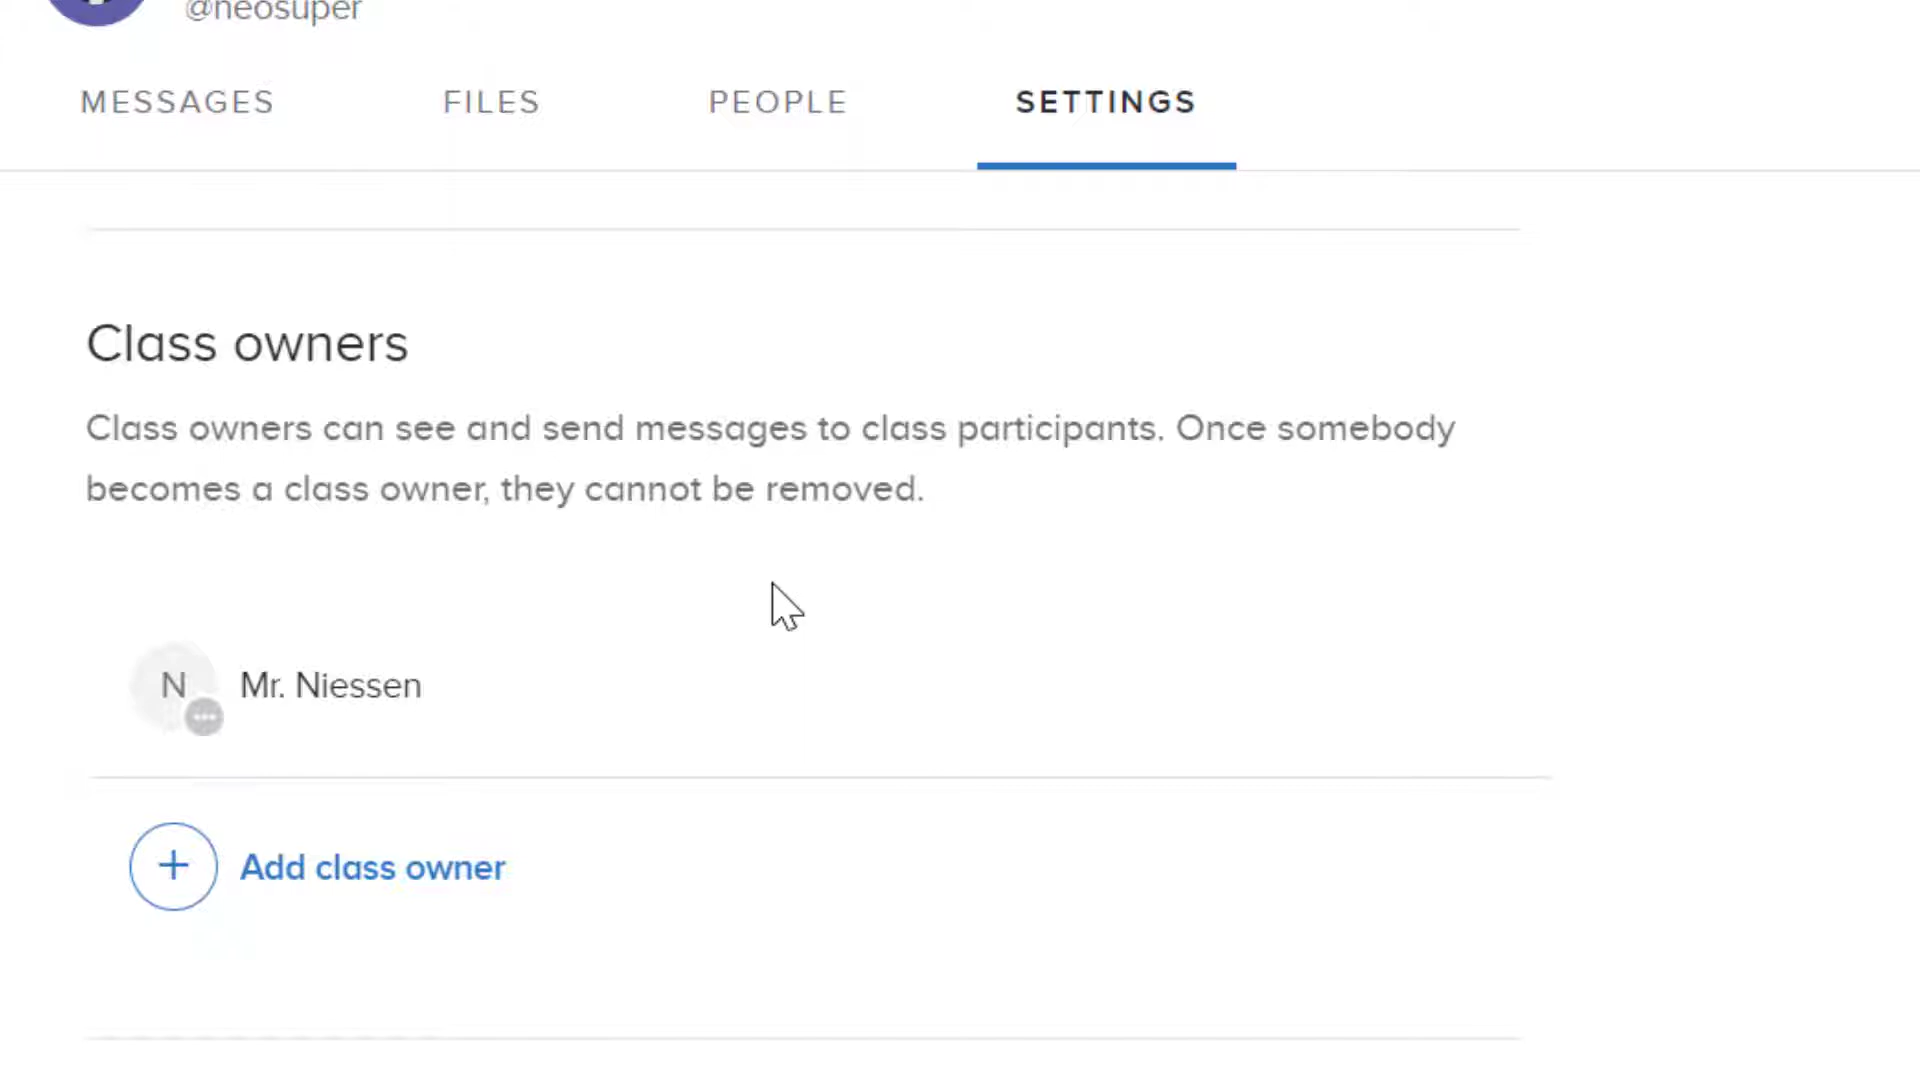 @neosuper
MESSAGES FILES PEOPLE SETTINGS
Class owners
Class owners can see and send messages to class participants. Once somebody
becomes a class owner, they cannot be removed.
N Mr. Niessen
+ Add class owner